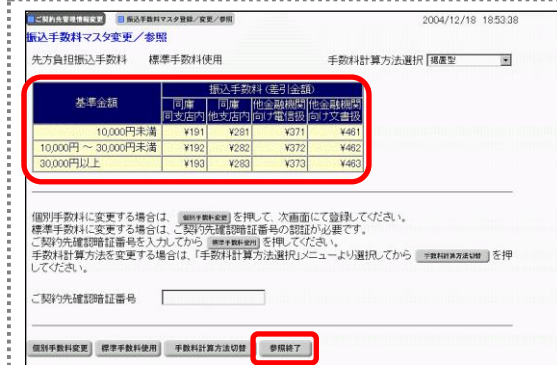 ご契約先管理情報変更 振込手数料マスタ登録／変更／参照 2004/12/18 18:53:38
振込手数料マスタ変更／参照
先方負担振込手数料 標準手数料使用 手数料計算方法選択 据置型
基準金額 振込手数料（差引金額）
同庫同支店内 同庫他支店内 他金融機関向け電信扱 他金融機関向け文書扱
10,000円未満 ¥191 ¥281 ¥371 ¥461
10,000円 ～ 30,000円未満 ¥192 ¥282 ¥372 ¥462
30,000円以上 ¥193 ¥283 ¥373 ¥463
個別手数料に変更する場合は、 個別手数料変更 を押して、次画面にて登録してください。
標準手数料に変更する場合は、ご契約先確認暗証番号の認証が必要です。
ご契約先確認暗証番号を入力してから 標準手数料使用 を押してください。
手数料計算方法を変更する場合は、「手数料計算方法選択」メニューより選択してから 手数料計算方法切替 を押
してください。
ご契約先確認暗証番号
個別手数料変更 標準手数料使用 手数料計算方法切替 参照終了